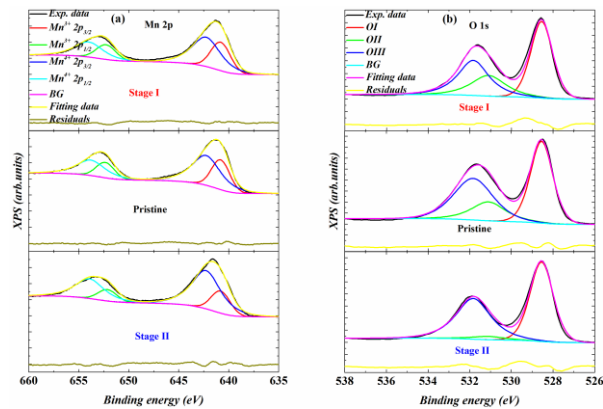 (a)
Mn 2p
Exp. data
Mn³⁺ 2p₃/₂
Mn³⁺ 2p₁/₂
Mn⁴⁺ 2p₃/₂
Mn⁴⁺ 2p₁/₂
BG
Fitting data
Residuals
Stage I
Pristine
Stage II
XPS (arb.units)
660 655 650 645 640 635
Binding energy (eV)
(b)
O 1s
Exp. data
OI
OII
OIII
BG
Fitting data
Residuals
Stage I
Pristine
Stage II
XPS (arb.units)
538 536 534 532 530 528 526
Binding energy (eV)